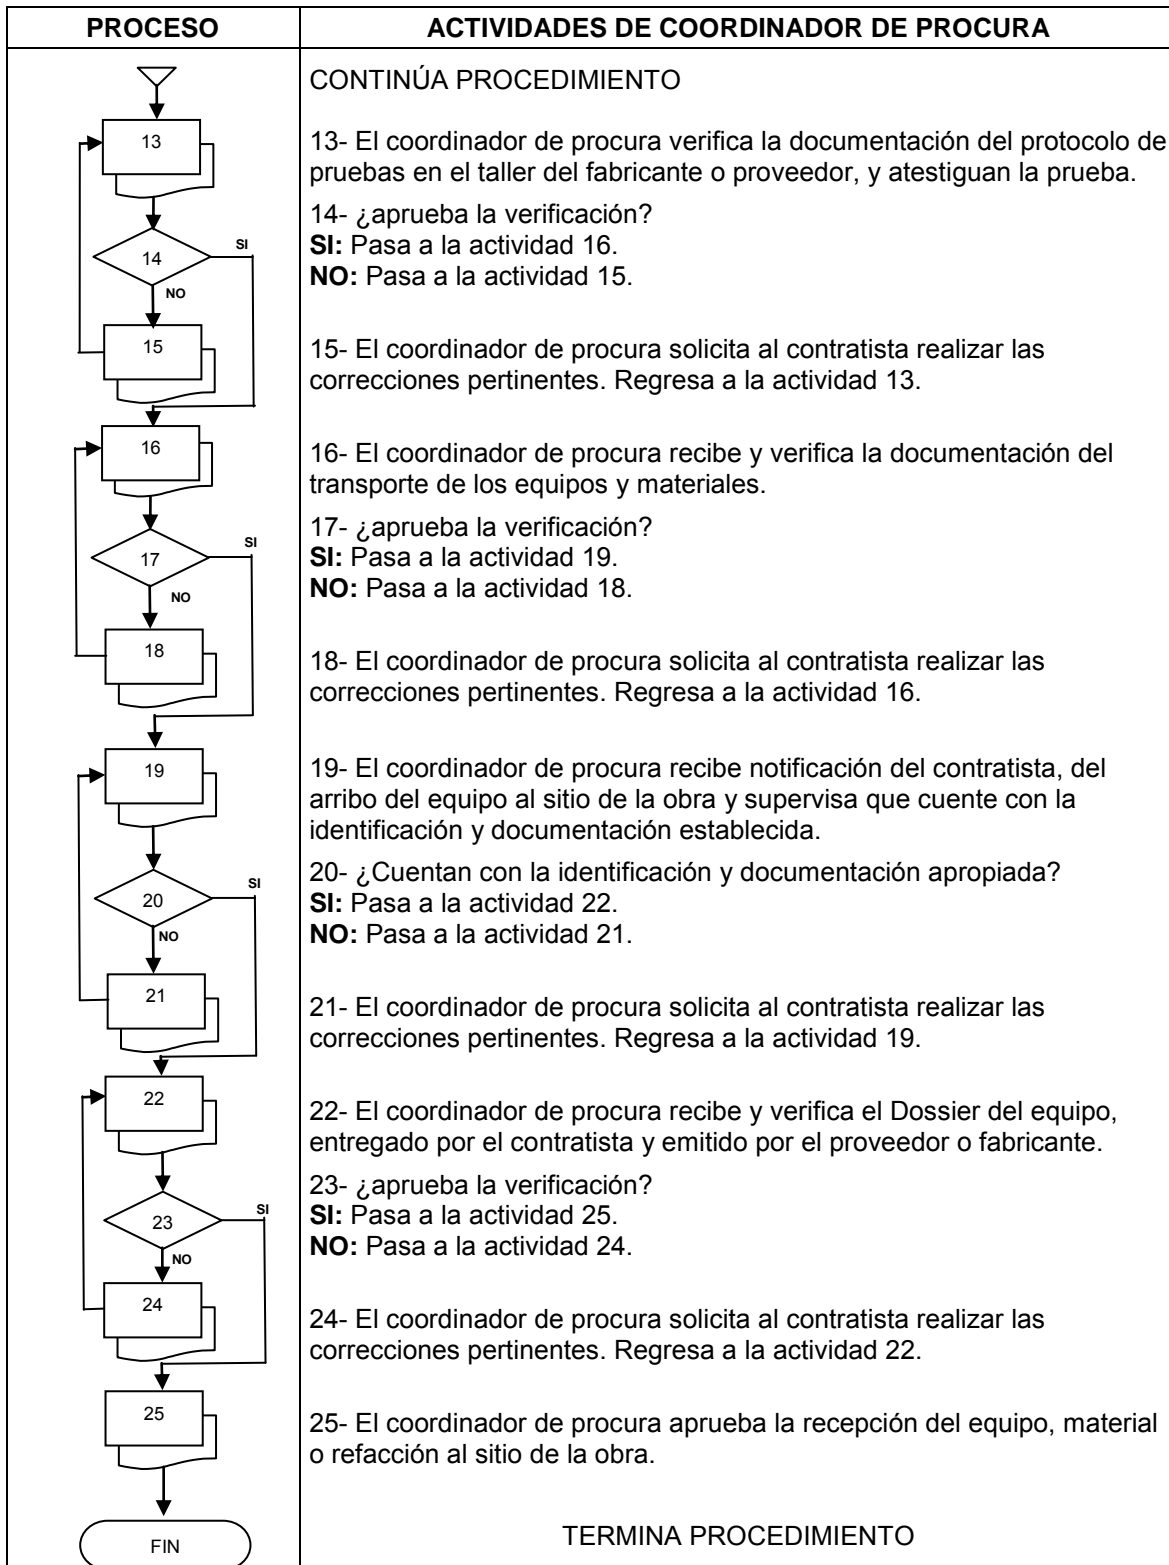 PROCESO
ACTIVIDADES DE COORDINADOR DE PROCURA
CONTINÚA PROCEDIMIENTO
13
13- El coordinador de procura verifica la documentación del protocolo de
pruebas en el taller del fabricante o proveedor, y atestiguan la prueba.
14
SI
NO
14- ¿aprueba la verificación?
SI: Pasa a la actividad 16.
NO: Pasa a la actividad 15.
15
15- El coordinador de procura solicita al contratista realizar las
correcciones pertinentes. Regresa a la actividad 13.
16
16- El coordinador de procura recibe y verifica la documentación del
transporte de los equipos y materiales.
17
SI
NO
17- ¿aprueba la verificación?
SI: Pasa a la actividad 19.
NO: Pasa a la actividad 18.
18
18- El coordinador de procura solicita al contratista realizar las
correcciones pertinentes. Regresa a la actividad 16.
19
19- El coordinador de procura recibe notificación del contratista, del
arribo del equipo al sitio de la obra y supervisa que cuente con la
identificación y documentación establecida.
20
SI
NO
20- ¿Cuentan con la identificación y documentación apropiada?
SI: Pasa a la actividad 22.
NO: Pasa a la actividad 21.
21
21- El coordinador de procura solicita al contratista realizar las
correcciones pertinentes. Regresa a la actividad 19.
22
22- El coordinador de procura recibe y verifica el Dossier del equipo,
entregado por el contratista y emitido por el proveedor o fabricante.
23
SI
NO
23- ¿aprueba la verificación?
SI: Pasa a la actividad 25.
NO: Pasa a la actividad 24.
24
24- El coordinador de procura solicita al contratista realizar las
correcciones pertinentes. Regresa a la actividad 22.
25
25- El coordinador de procura aprueba la recepción del equipo, material
o refacción al sitio de la obra.
FIN
TERMINA PROCEDIMIENTO